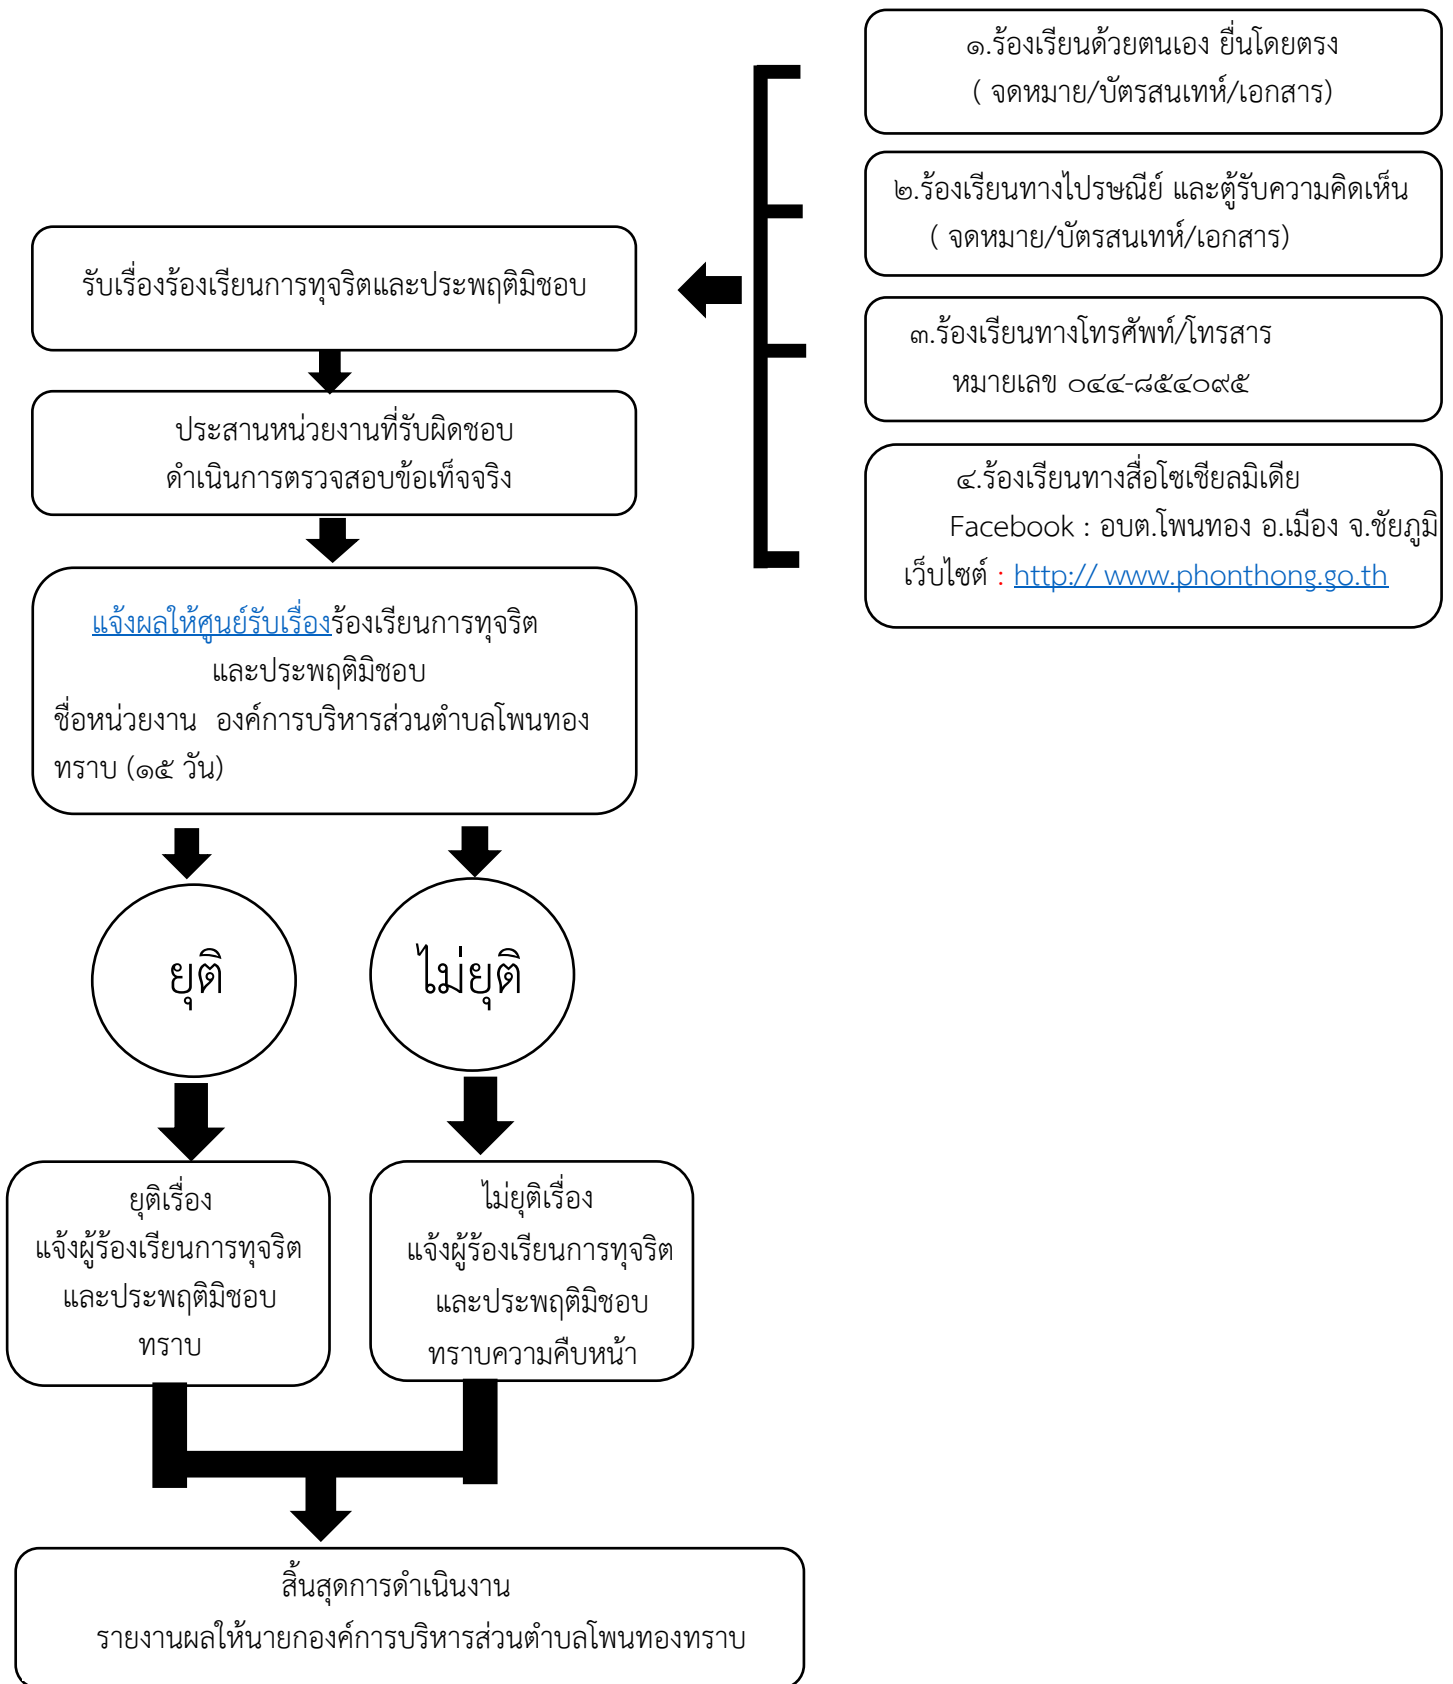 ๑.ร้องเรียนด้วยตนเอง ยื่นโดยตรง
( จดหมาย/บัตรสนเทห์/เอกสาร)
๒.ร้องเรียนทางไปรษณีย์ และตู้รับความคิดเห็น
( จดหมาย/บัตรสนเทห์/เอกสาร)
๓.ร้องเรียนทางโทรศัพท์/โทรสาร
หมายเลข ๐๔๔-๘๕๔๐๙๕
๔.ร้องเรียนทางสื่อโซเชียลมิเดีย
Facebook : อบต.โพนทอง อ.เมือง จ.ชัยภูมิ
เว็บไซต์ : http:// www.phonthong.go.th
รับเรื่องร้องเรียนการทุจริตและประพฤติมิชอบ
ประสานหน่วยงานที่รับผิดชอบ
ดำเนินการตรวจสอบข้อเท็จจริง
แจ้งผลให้ศูนย์รับเรื่องร้องเรียนการทุจริต
และประพฤติมิชอบ
ชื่อหน่วยงาน องค์การบริหารส่วนตำบลโพนทอง
ทราบ (๑๕ วัน)
ยุติ
ไม่ยุติ
ยุติเรื่อง
แจ้งผู้ร้องเรียนการทุจริต
และประพฤติมิชอบ
ทราบ
ไม่ยุติเรื่อง
แจ้งผู้ร้องเรียนการทุจริต
และประพฤติมิชอบ
ทราบความคืบหน้า
สิ้นสุดการดำเนินงาน
รายงานผลให้นายกองค์การบริหารส่วนตำบลโพนทองทราบ